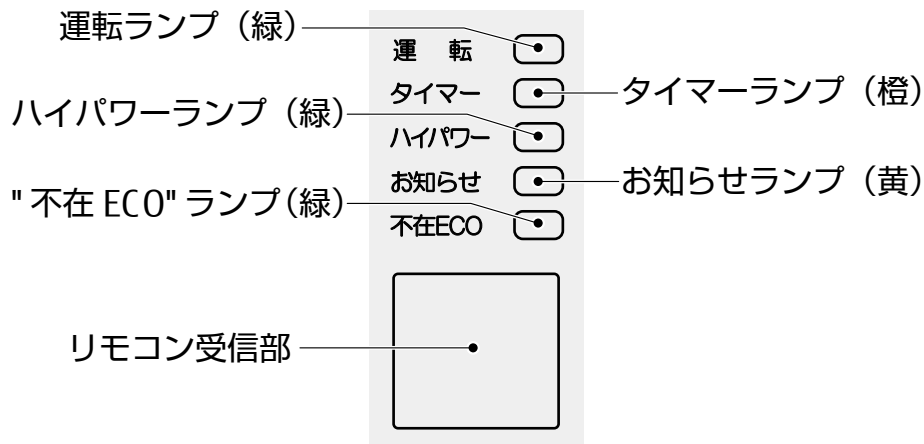 運転ランプ（緑）
運 転
タイマー
タイマーランプ（橙）
ハイパワーランプ（緑）
ハイパワー
お知らせ
お知らせランプ（黄）
"不在 ECO"ランプ（緑）
不在ECO
リモコン受信部